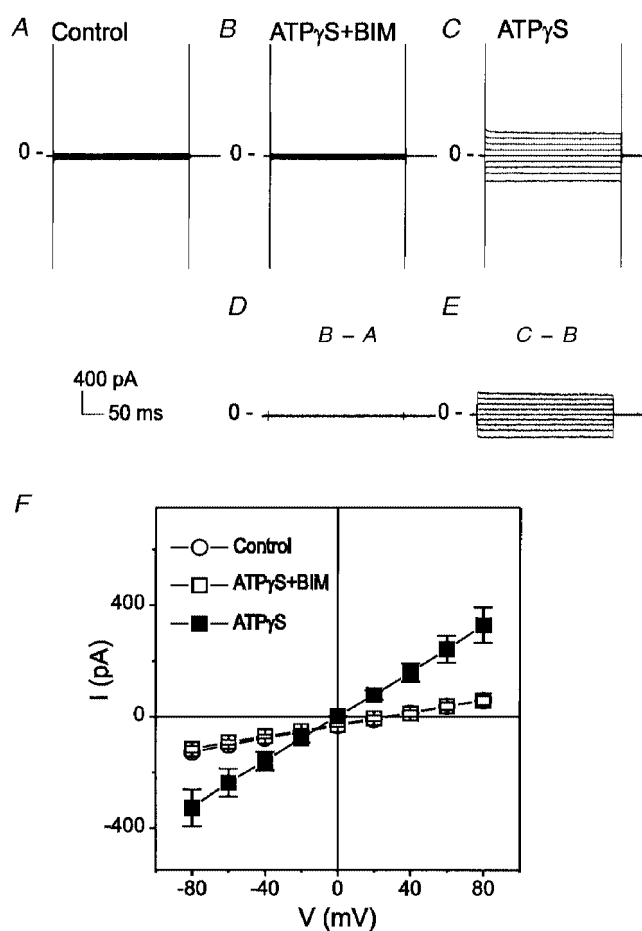 A Control
B ATPγS+BIM
C ATPγS
0 -
0 -
0 -
D B – A
E C – B
400 pA
50 ms
0 -
0 -
F
Control
ATPγS+BIM
ATPγS
400
0
-400
I (pA)
-80 -40 0 40 80
V (mV)